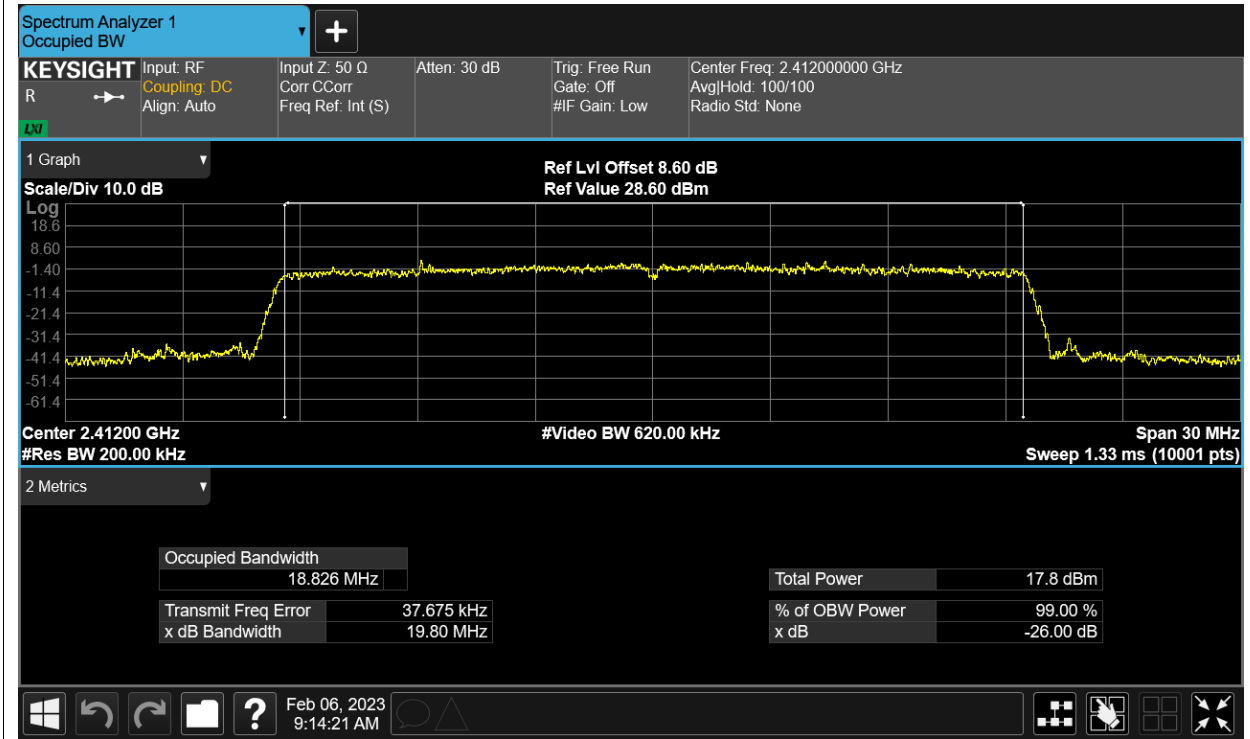 Spectrum Analyzer 1
Occupied BW
KEYSIGHT
R
LXI
Input: RF
Coupling: DC
Align: Auto
Input Z: 50 Ω
Corr CCorr
Freq Ref: Int (S)
Atten: 30 dB
Trig: Free Run
Gate: Off
#IF Gain: Low
Center Freq: 2.412000000 GHz
Avg|Hold: 100/100
Radio Std: None
1 Graph
Scale/Div 10.0 dB
Ref Lvl Offset 8.60 dB
Ref Value 28.60 dBm
Log
18.6
8.60
-1.40
-11.4
-21.4
-31.4
-41.4
-51.4
-61.4
Center 2.41200 GHz
#Video BW 620.00 kHz
Span 30 MHz
#Res BW 200.00 kHz
Sweep 1.33 ms (10001 pts)
2 Metrics
Occupied Bandwidth
18.826 MHz
Total Power 17.8 dBm
Transmit Freq Error 37.675 kHz
% of OBW Power 99.00 %
x dB Bandwidth 19.80 MHz
x dB -26.00 dB
?
Feb 06, 2023
9:14:21 AM